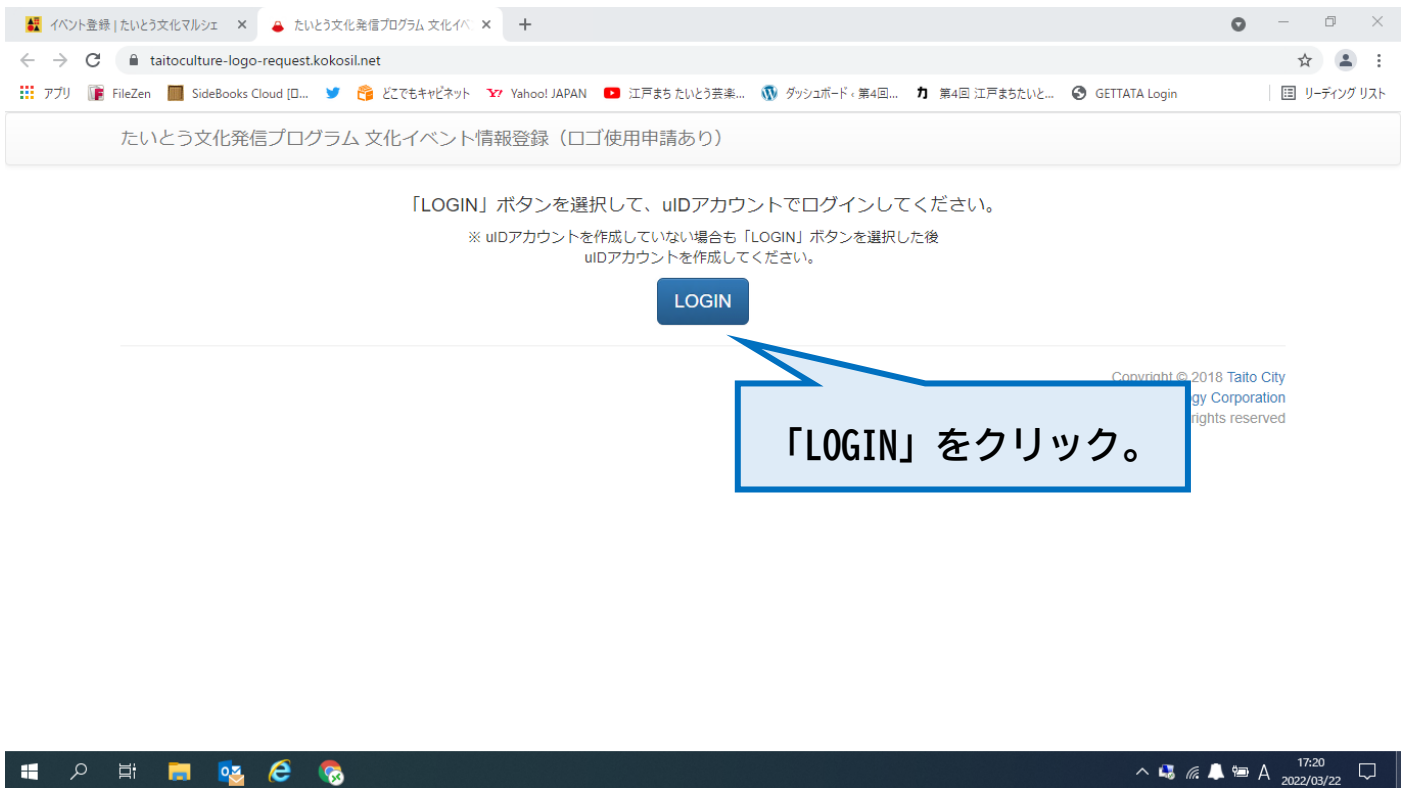 イベント登録 | たいとう文化マルシェ
たいとう文化発信プログラム 文化イベ
taitoculture-logo-request.kokosil.net
アプリ
FileZen
SideBooks Cloud [ロ...
どこでもキャビネット
Yahoo! JAPAN
江戸まち たいとう芸楽...
ダッシュボード ‹ 第4回...
第4回 江戸まちたいと...
GETTATA Login
リーディング リスト
たいとう文化発信プログラム 文化イベント情報登録（ロゴ使用申請あり）
「LOGIN」ボタンを選択して、uIDアカウントでログインしてください。
※ uIDアカウントを作成していない場合も「LOGIN」ボタンを選択した後
uIDアカウントを作成してください。
LOGIN
Copyright © 2018 Taito City
gy Corporation
rights reserved
「LOGIN」をクリック。
A
17:20
2022/03/22